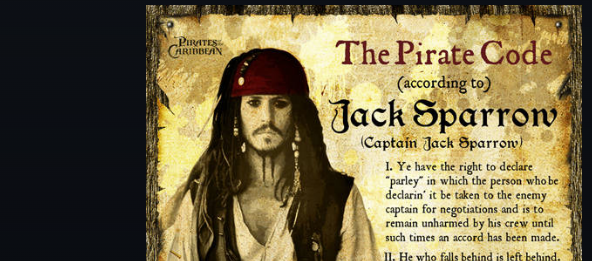 PIRATES of the
CARIBBEAN
The Pirate Code
(according to)
Jack Sparrow
(Captain Jack Sparrow)
I. Ye have the right to declare
"parley" in which the person who be
declarin' it be taken to the enemy
captain for negotiations and is to
remain unharmed by his crew until
such times an accord has been made.
II. He who falls behind is left behind.